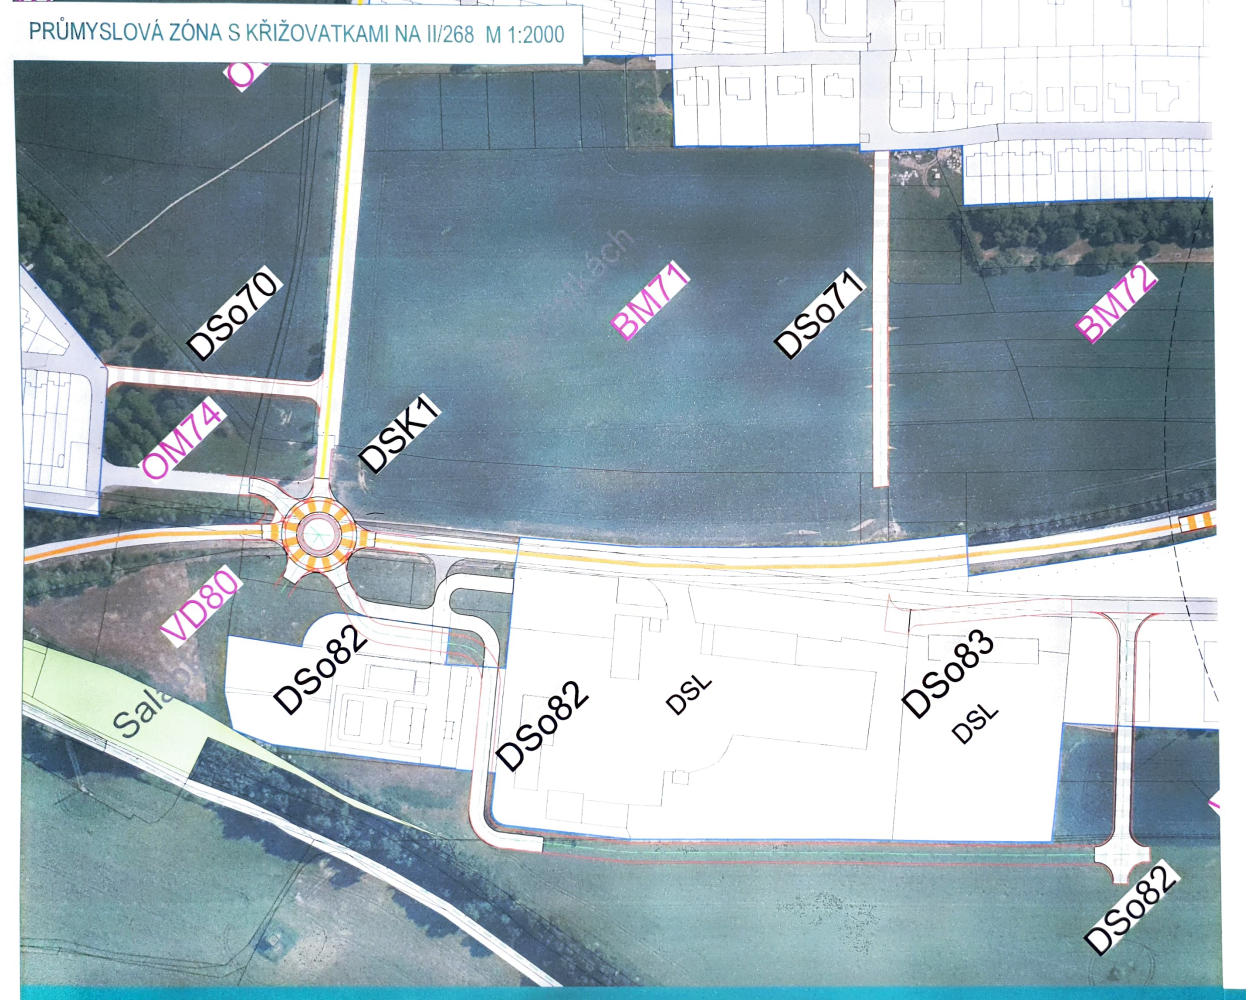 PRŮMYSLOVÁ ZÓNA S KŘIŽOVATKAMI NA II/268 M 1:2000
DSo70
BM71
DSo71
BM72
OM74
DSK1
VD80
DSo82
DSo82
DSL
DSo83
DSL
DSo82